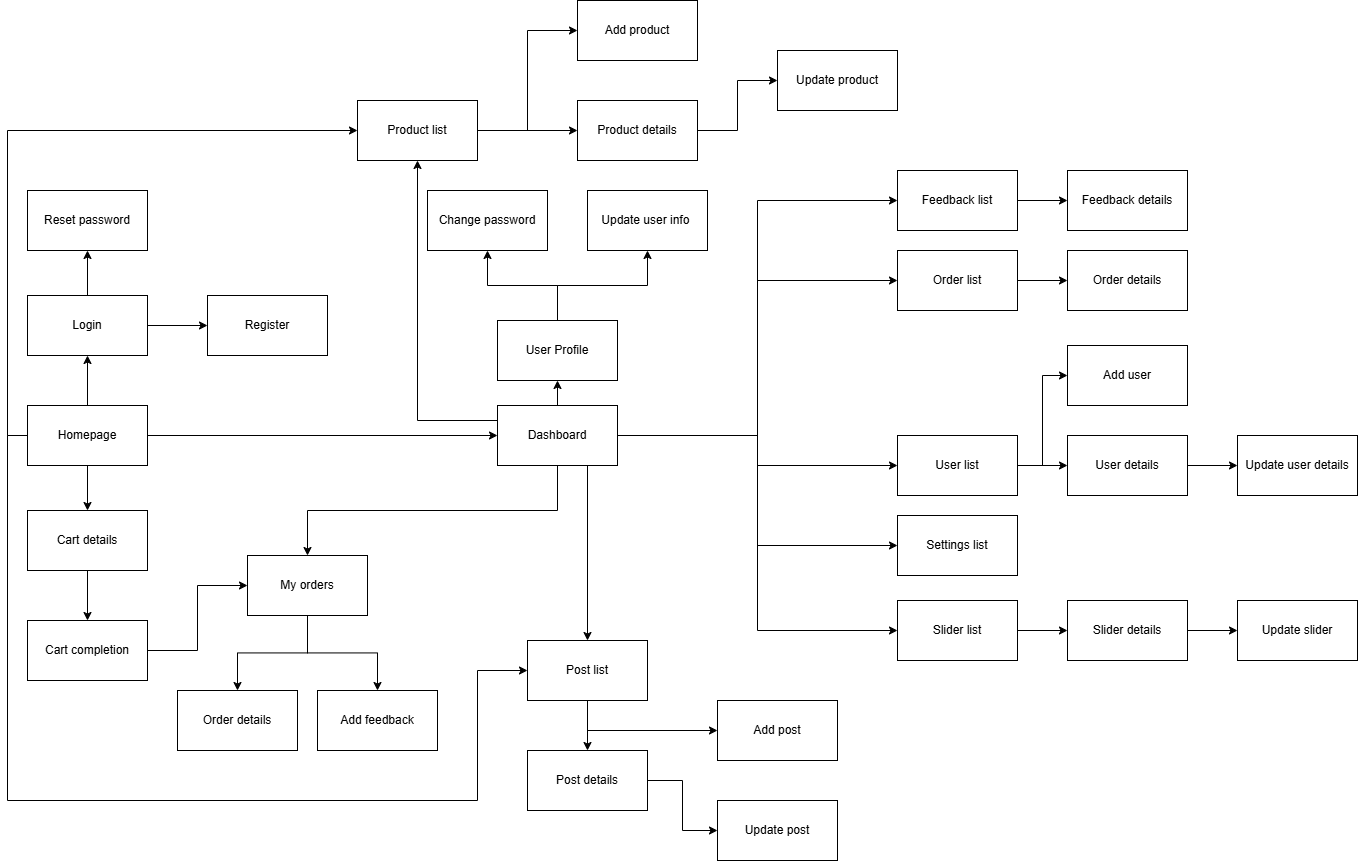 Add product
Update product
Product list
Product details
Feedback list
Feedback details
Reset password
Change password
Update user info
Order list
Order details
Login
Register
User Profile
Add user
Homepage
Dashboard
User list
User details
Update user details
Cart details
Settings list
My orders
Cart completion
Slider list
Slider details
Update slider
Post list
Order details
Add feedback
Add post
Post details
Update post